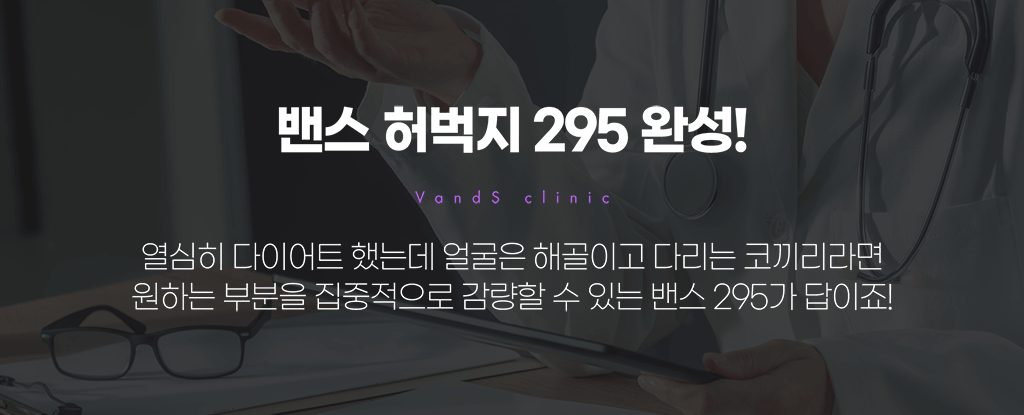 밴스 허벅지 295 완성!
VandS clinic
열심히 다이어트 했는데 얼굴은 해골이고 다리는 코끼리라면
원하는 부분을 집중적으로 감량할 수 있는 밴스 295가 답이죠!